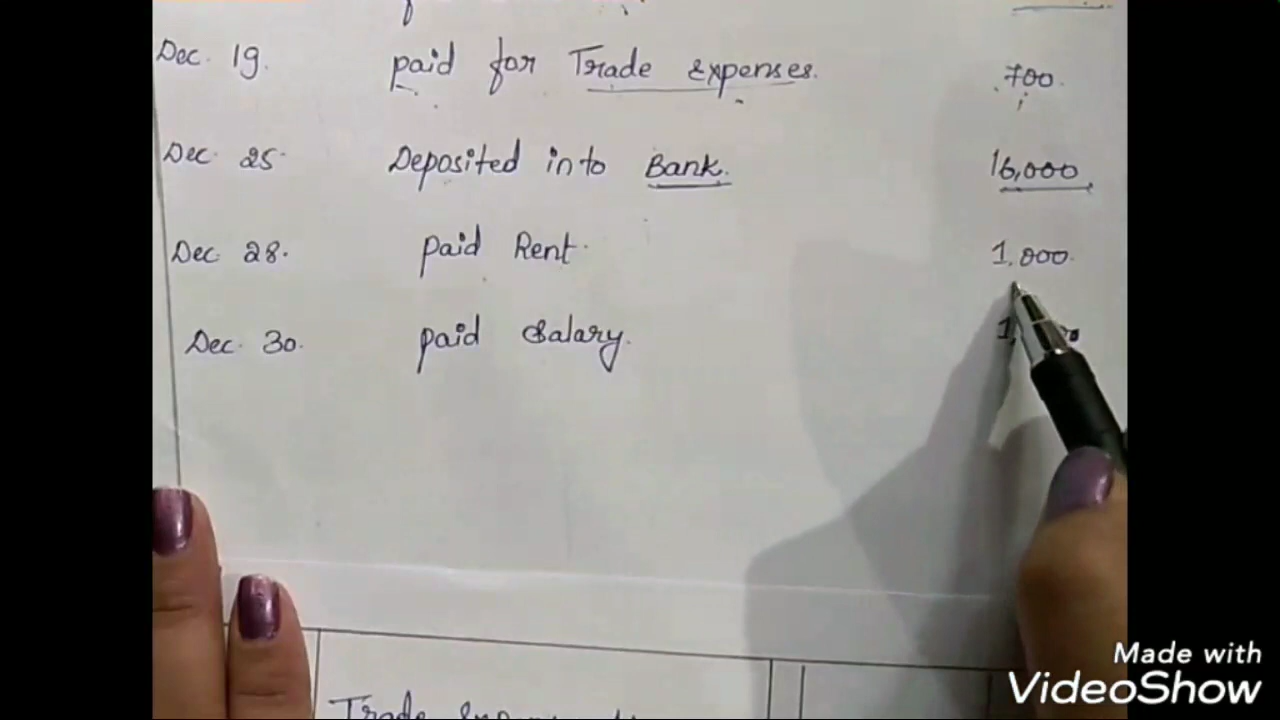 Dec. 19. paid for Trade expenses. 700.
Dec. 25. Deposited into Bank. 16,000
Dec. 28. paid Rent. 1,000.
Dec. 30. paid Salary.
Trade
Made with
VideoShow